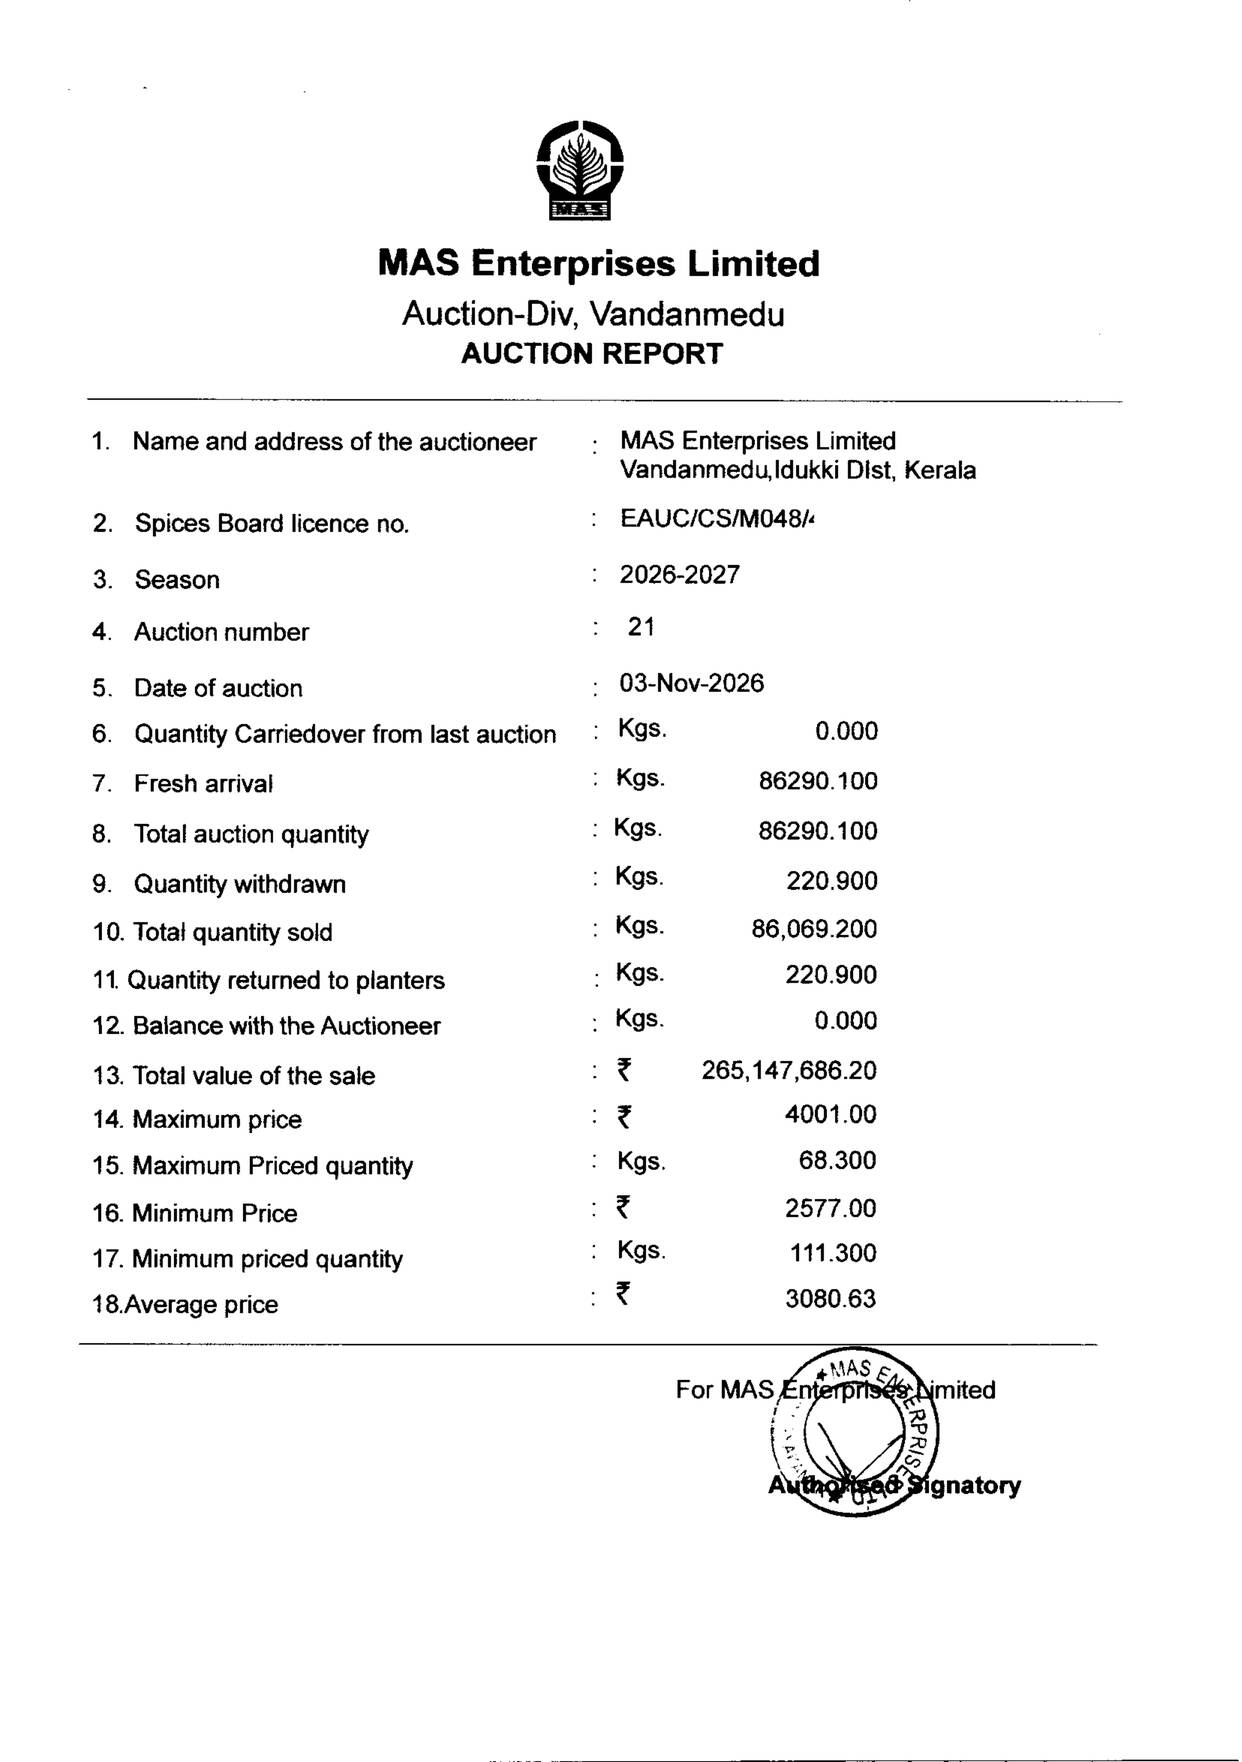 MAS
MAS Enterprises Limited
Auction-Div, Vandanmedu
AUCTION REPORT
1. Name and address of the auctioneer : MAS Enterprises Limited
Vandanmedu,Idukki DIst, Kerala
2. Spices Board licence no. : EAUC/CS/M048/
3. Season : 2026-2027
4. Auction number : 21
5. Date of auction : 03-Nov-2026
6. Quantity Carriedover from last auction : Kgs. 0.000
7. Fresh arrival : Kgs. 86290.100
8. Total auction quantity : Kgs. 86290.100
9. Quantity withdrawn : Kgs. 220.900
10. Total quantity sold : Kgs. 86,069.200
11. Quantity returned to planters : Kgs. 220.900
12. Balance with the Auctioneer : Kgs. 0.000
13. Total value of the sale : ₹ 265,147,686.20
14. Maximum price : ₹ 4001.00
15. Maximum Priced quantity : Kgs. 68.300
16. Minimum Price : ₹ 2577.00
17. Minimum priced quantity : Kgs. 111.300
18.Average price : ₹ 3080.63
For MAS Enterprises Limited
MAS ENTERPRISES LTD
Authorised Signatory